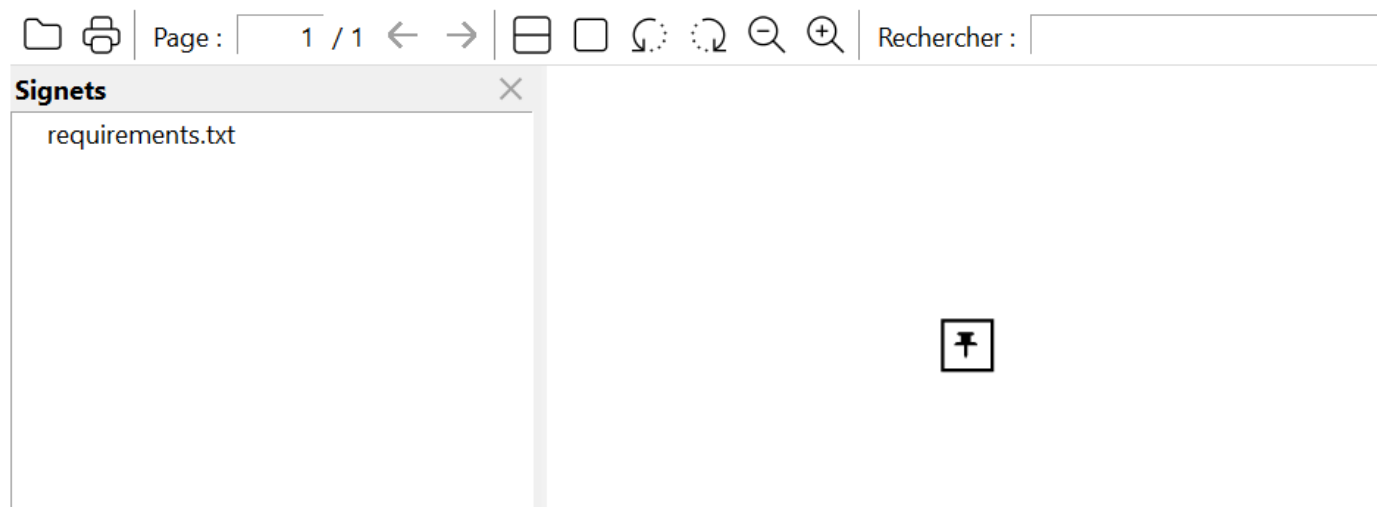 Page : 1 / 1 Rechercher :
Signets
requirements.txt